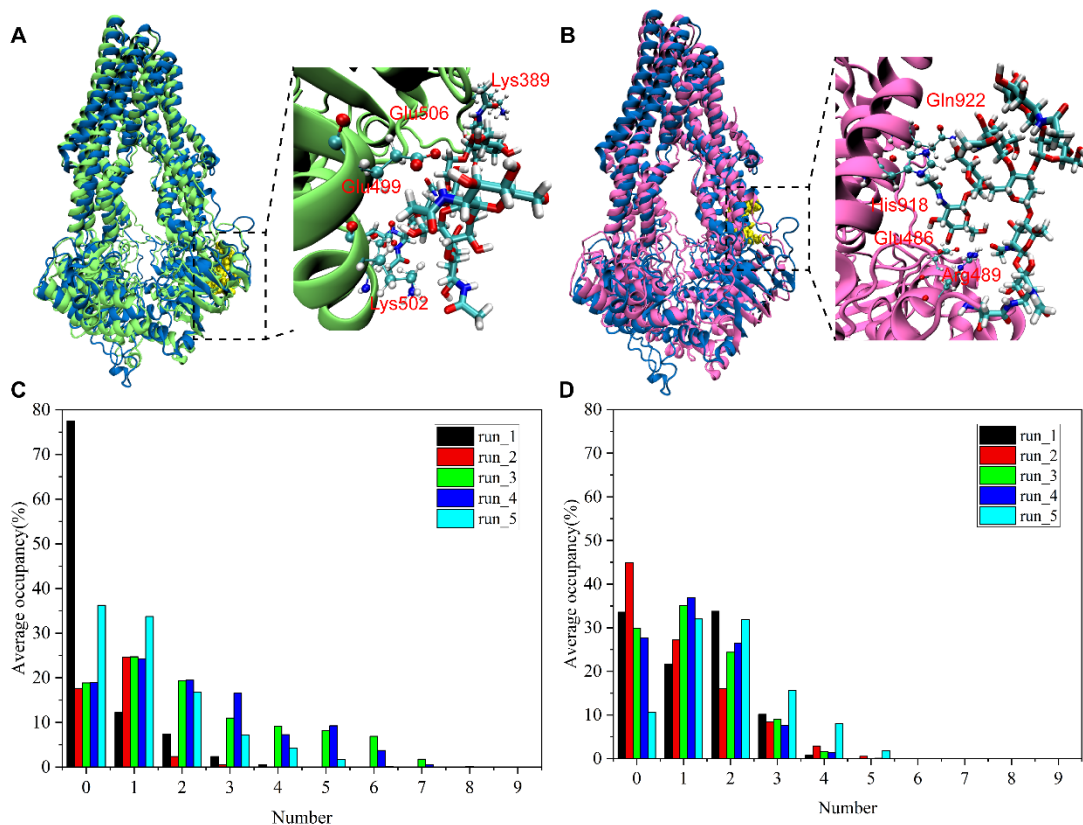 A
Lys389
Glu506
Glu499
Lys502
B
Gln922
His918
Glu486
Arg489
C
80
70
60
50
40
30
20
10
0
Average occupancy(%)
0 1 2 3 4 5 6 7 8 9
Number
run_1
run_2
run_3
run_4
run_5
D
80
70
60
50
40
30
20
10
0
Average occupancy(%)
0 1 2 3 4 5 6 7 8 9
Number
run_1
run_2
run_3
run_4
run_5